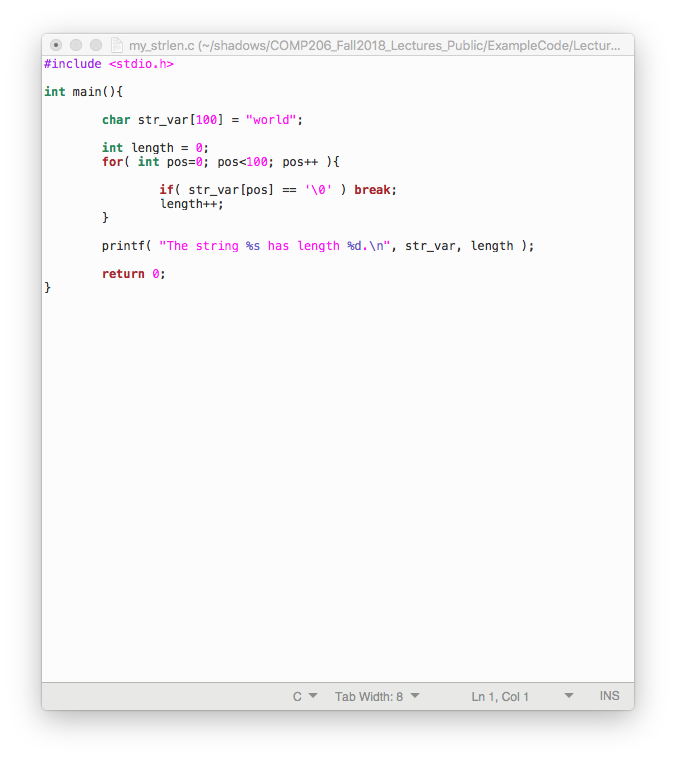 my_strlen.c (~/shadows/COMP206_Fall2018_Lectures_Public/ExampleCode/Lectur...
#include <stdio.h>
int main(){
char str_var[100] = "world";
int length = 0;
for( int pos=0; pos<100; pos++ ){
if( str_var[pos] == '\0' ) break;
length++;
}
printf( "The string %s has length %d.\n", str_var, length );
return 0;
}
C Tab Width: 8 Ln 1, Col 1 INS